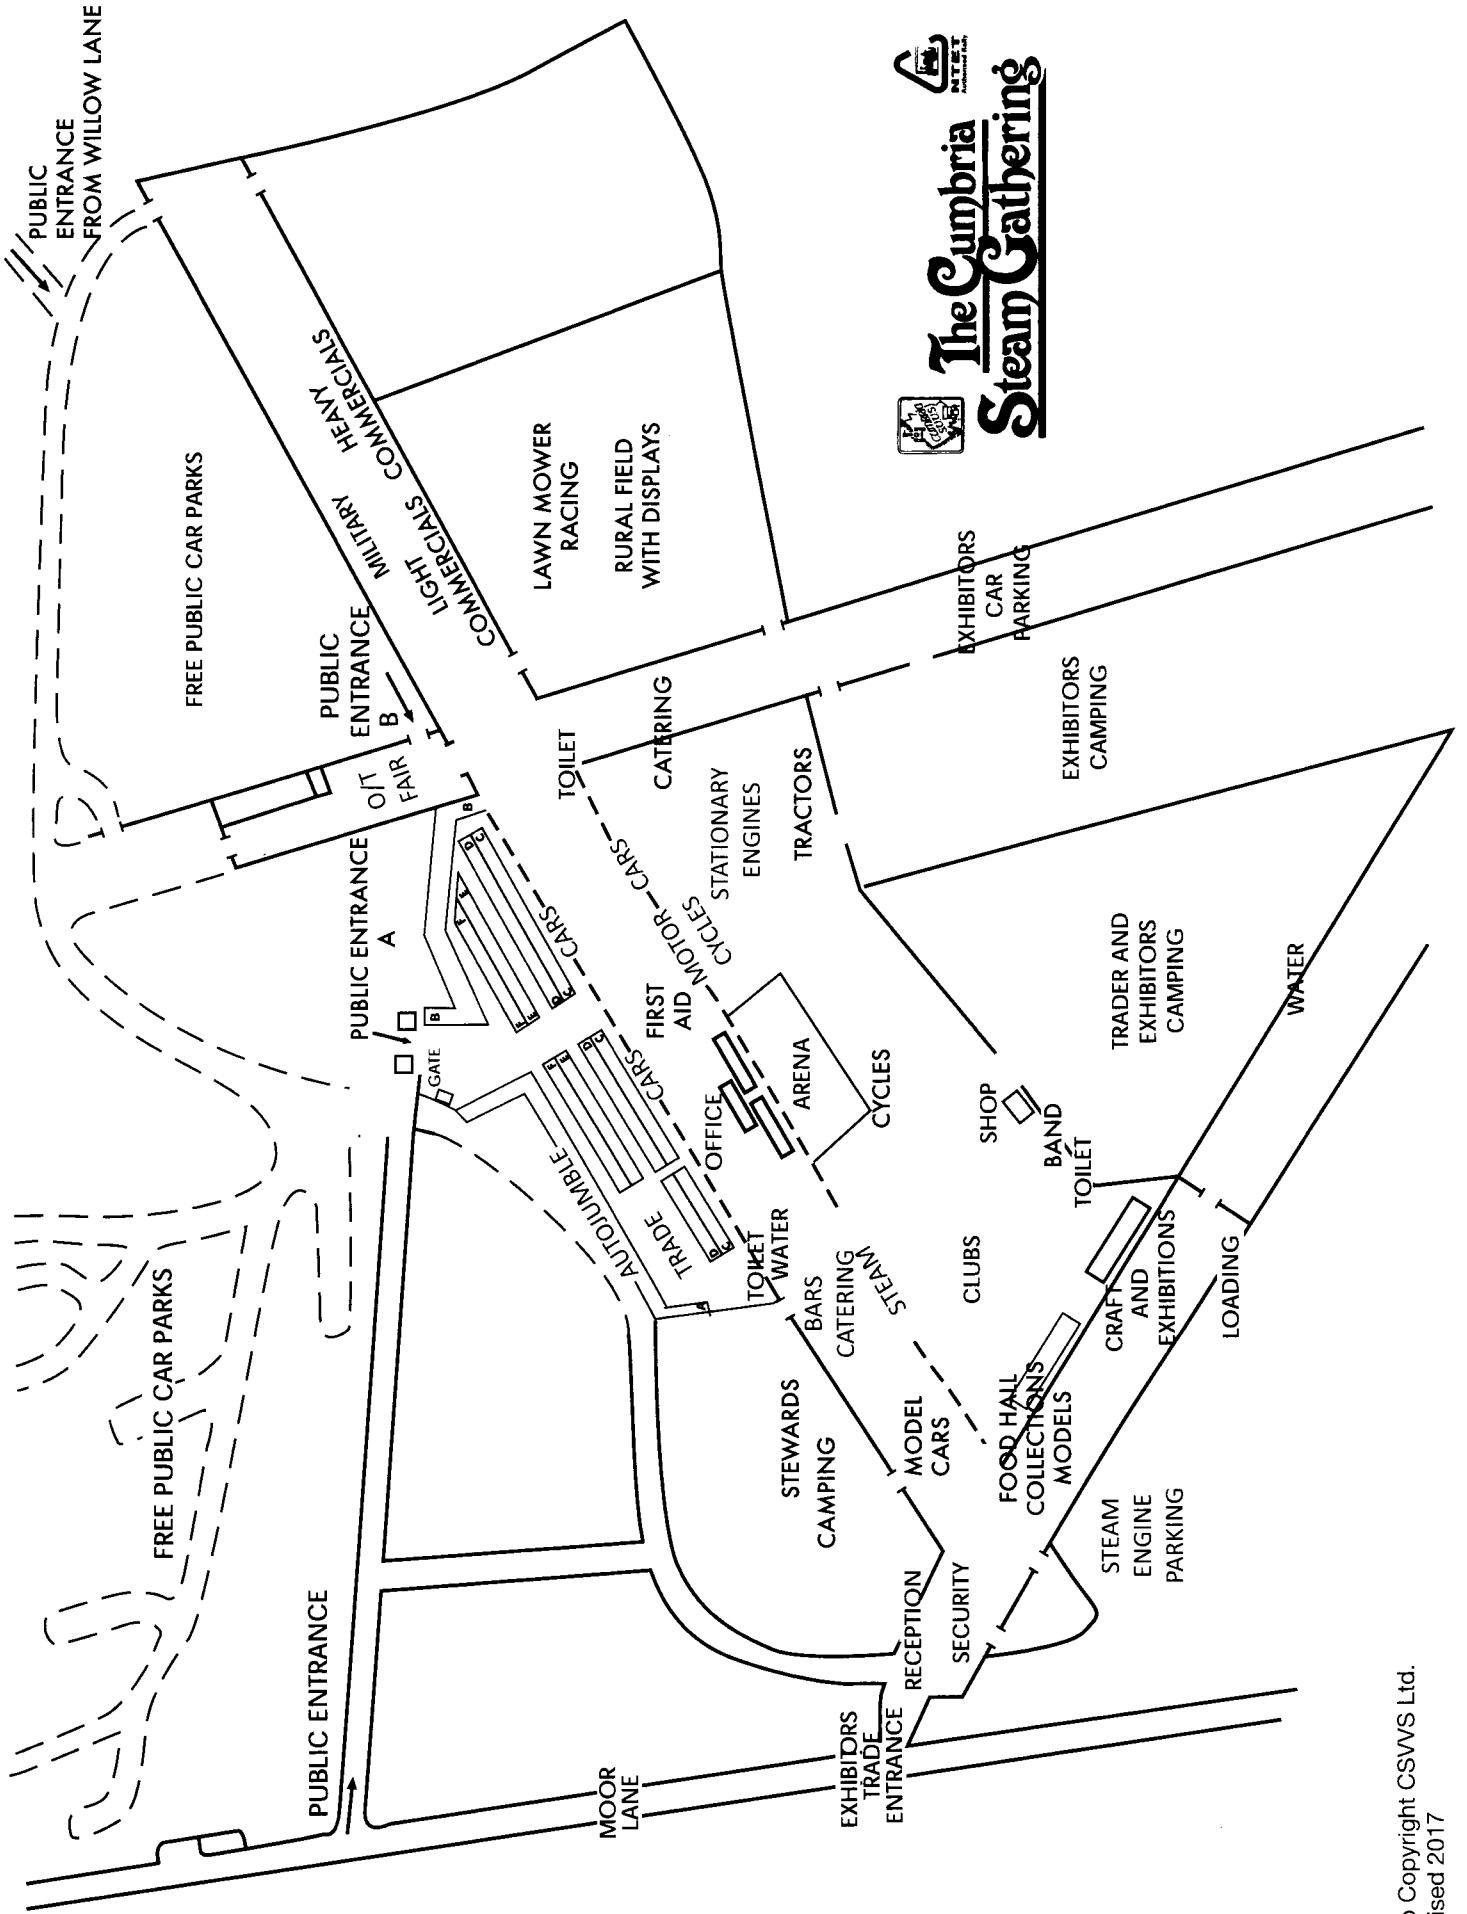 PUBLIC
ENTRANCE
FROM WILLOW LANE
FREE PUBLIC CAR PARKS
HEAVY
COMMERCIALS
MILITARY
LIGHT
COMMERCIALS
LAWN MOWER
RACING
RURAL FIELD
WITH DISPLAYS
NTET
Authorised Rally
The Cumbria
Steam Gathering
PUBLIC
ENTRANCE
B
O/T
FAIR
PUBLIC ENTRANCE
A
GATE
B
B
D
C
F
E
F
E
D
C
F
E
D
C
D
C
A
CARS
CARS
CARS
TOILET
CATERING
STATIONARY
ENGINES
TRACTORS
MOTOR
CYCLES
EXHIBITORS
CAR
PARKING
EXHIBITORS
CAMPING
FIRST
AID
OFFICE
ARENA
CYCLES
AUTOJUMBLE
TRADE
TOILET
WATER
BARS
CATERING
STEAM
CLUBS
SHOP
BAND
TOILET
TRADER AND
EXHIBITORS
CAMPING
WATER
CRAFT
AND
EXHIBITIONS
LOADING
FREE PUBLIC CAR PARKS
STEWARDS
CAMPING
MODEL
CARS
FOOD HALL
COLLECTIONS
MODELS
STEAM
ENGINE
PARKING
RECEPTION
SECURITY
PUBLIC ENTRANCE
MOOR
LANE
EXHIBITORS
TRADE
ENTRANCE
Copyright CSVVS Ltd.
ised 2017